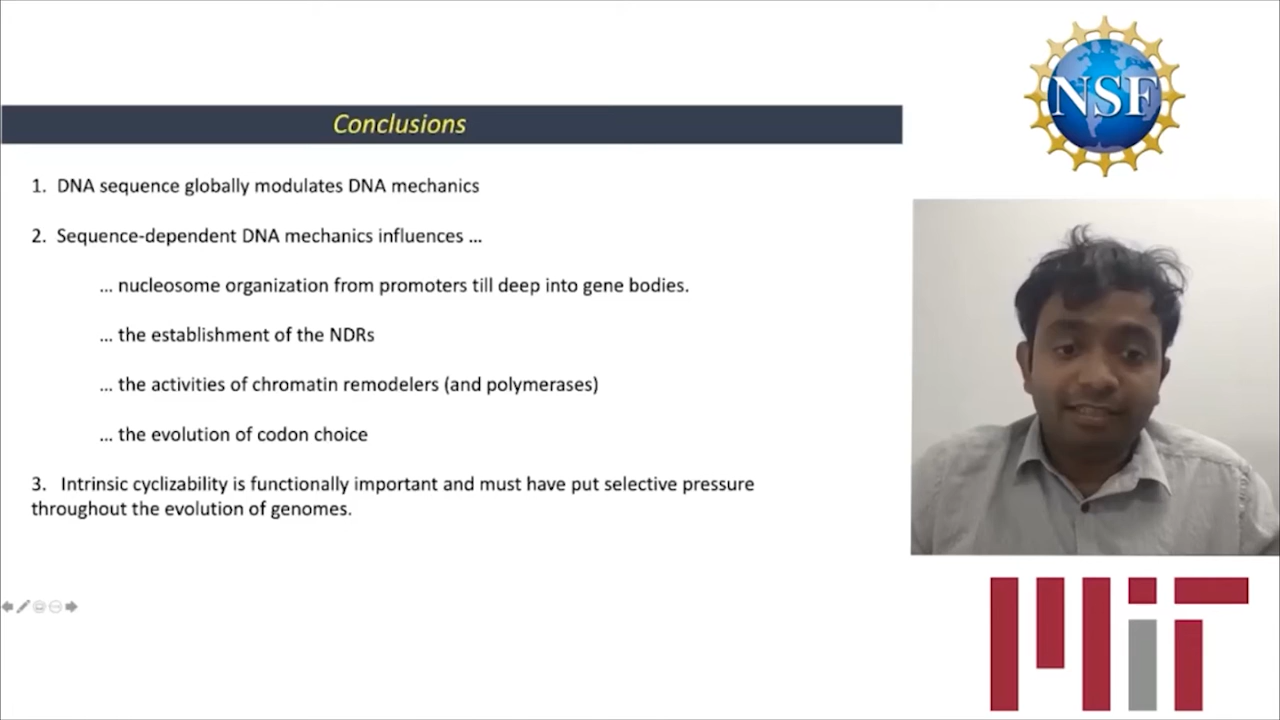 Conclusions
1. DNA sequence globally modulates DNA mechanics
2. Sequence-dependent DNA mechanics influences ...
... nucleosome organization from promoters till deep into gene bodies.
... the establishment of the NDRs
... the activities of chromatin remodelers (and polymerases)
... the evolution of codon choice
3. Intrinsic cyclizability is functionally important and must have put selective pressure
throughout the evolution of genomes.
NSF
MIT